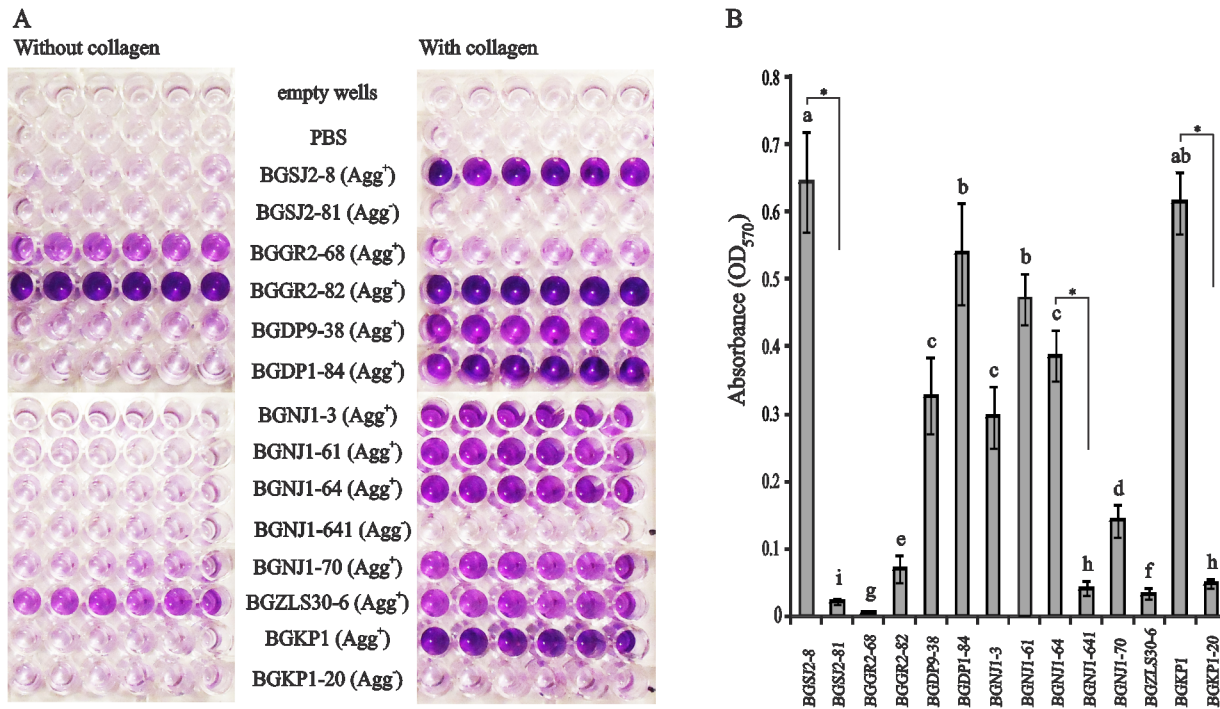 A
Without collagen
With collagen
empty wells
PBS
BGSJ2-8 (Agg⁺)
BGSJ2-81 (Agg⁻)
BGGR2-68 (Agg⁺)
BGGR2-82 (Agg⁺)
BGDP9-38 (Agg⁺)
BGDP1-84 (Agg⁺)
BGNJ1-3 (Agg⁺)
BGNJ1-61 (Agg⁺)
BGNJ1-64 (Agg⁺)
BGNJ1-641 (Agg⁻)
BGNJ1-70 (Agg⁺)
BGZLS30-6 (Agg⁺)
BGKP1 (Agg⁺)
BGKP1-20 (Agg⁻)
B
Absorbance (OD₅₇₀)
0.8
0.7
0.6
0.5
0.4
0.3
0.2
0.1
0
a
*
i
g
e
c
b
c
b
c
*
h
d
f
ab
*
h
BGSJ2-8
BGSJ2-81
BGGR2-68
BGGR2-82
BGDP9-38
BGDP1-84
BGNJ1-3
BGNJ1-61
BGNJ1-64
BGNJ1-641
BGNJ1-70
BGZLS30-6
BGKP1
BGKP1-20